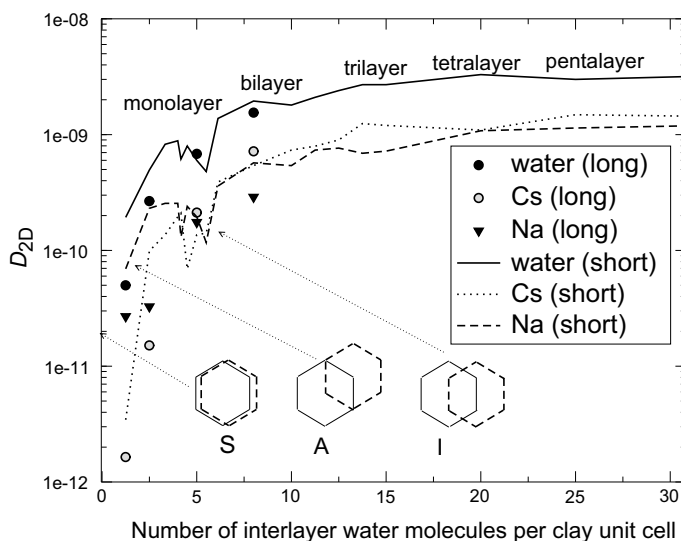 1e-07
monolayer
bilayer
trilayer
tetralayer
pentalayer
1e-08
1e-09
1e-10
1e-11
1e-12
D2D
water (long)
Cs (long)
Na (long)
water (short)
Cs (short)
Na (short)
S
A
I
0
5
10
15
20
25
30
Number of interlayer water molecules per clay unit cell